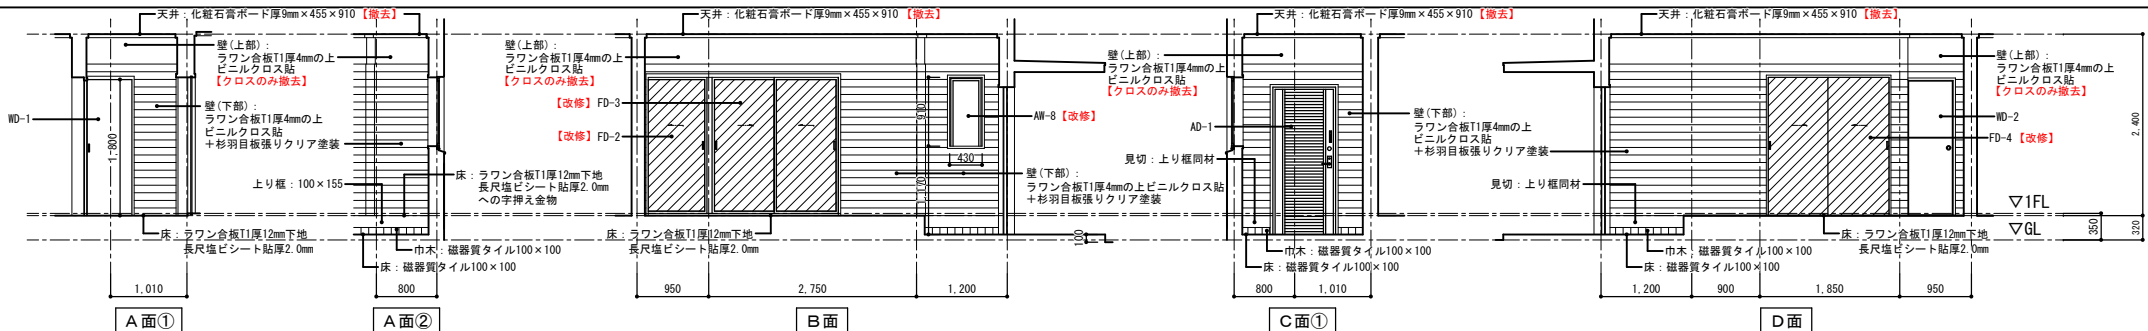 天井：化粧石膏ボード厚9mm×455×910【撤去】
壁(上部)：
ラワン合板T1厚4mmの上
ビニルクロス貼
【クロスのみ撤去】
壁(下部)：
ラワン合板T1厚4mmの上
ビニルクロス貼
＋杉羽目板張りクリア塗装
WD-1
1,800
上り框：100×155
床：ラワン合板T1厚12mm下地
長尺塩ビシート貼厚2.0mm
1,010
A面①
床：ラワン合板T1厚12mm下地
長尺塩ビシート貼厚2.0mm
への字押え金物
巾木：磁器質タイル100×100
床：磁器質タイル100×100
800
A面②
天井：化粧石膏ボード厚9mm×455×910【撤去】
壁(上部)：
ラワン合板T1厚4mmの上
ビニルクロス貼
【クロスのみ撤去】
【改修】FD-3
【改修】FD-2
910
AW-8【改修】
430
1,170
壁(下部)：
ラワン合板T1厚4mmの上ビニルクロス貼
＋杉羽目板張りクリア塗装
床：ラワン合板T1厚12mm下地
長尺塩ビシート貼厚2.0mm
100
950
2,750
1,200
B面
天井：化粧石膏ボード厚9mm×455×910【撤去】
壁(上部)：
ラワン合板T1厚4mmの上
ビニルクロス貼
【クロスのみ撤去】
AD-1
見切：上り框同材
壁(下部)：
ラワン合板T1厚4mmの上
ビニルクロス貼
＋杉羽目板張りクリア塗装
巾木：磁器質タイル100×100
床：磁器質タイル100×100
800
1,010
C面①
天井：化粧石膏ボード厚9mm×455×910【撤去】
壁(上部)：
ラワン合板T1厚4mmの上
ビニルクロス貼
【クロスのみ撤去】
WD-2
FD-4【改修】
見切：上り框同材
▽1FL
▽GL
床：ラワン合板T1厚12mm下地
長尺塩ビシート貼厚2.0mm
巾木：磁器質タイル100×100
床：磁器質タイル100×100
2,400
350
320
1,200
900
1,850
950
D面